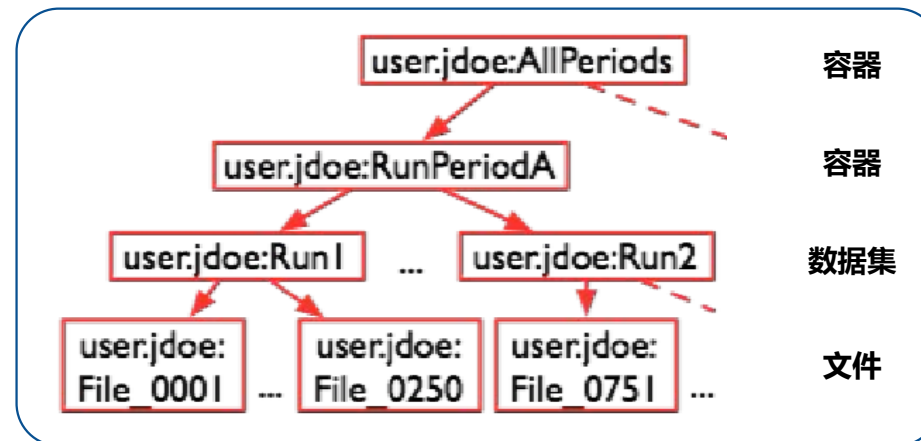 user.jdoe:AllPeriods 容器
user.jdoe:RunPeriodA 容器
user.jdoe:Run1 ... user.jdoe:Run2 数据集
user.jdoe: user.jdoe: user.jdoe: 文件
File_0001 ... File_0250 File_0751 ...